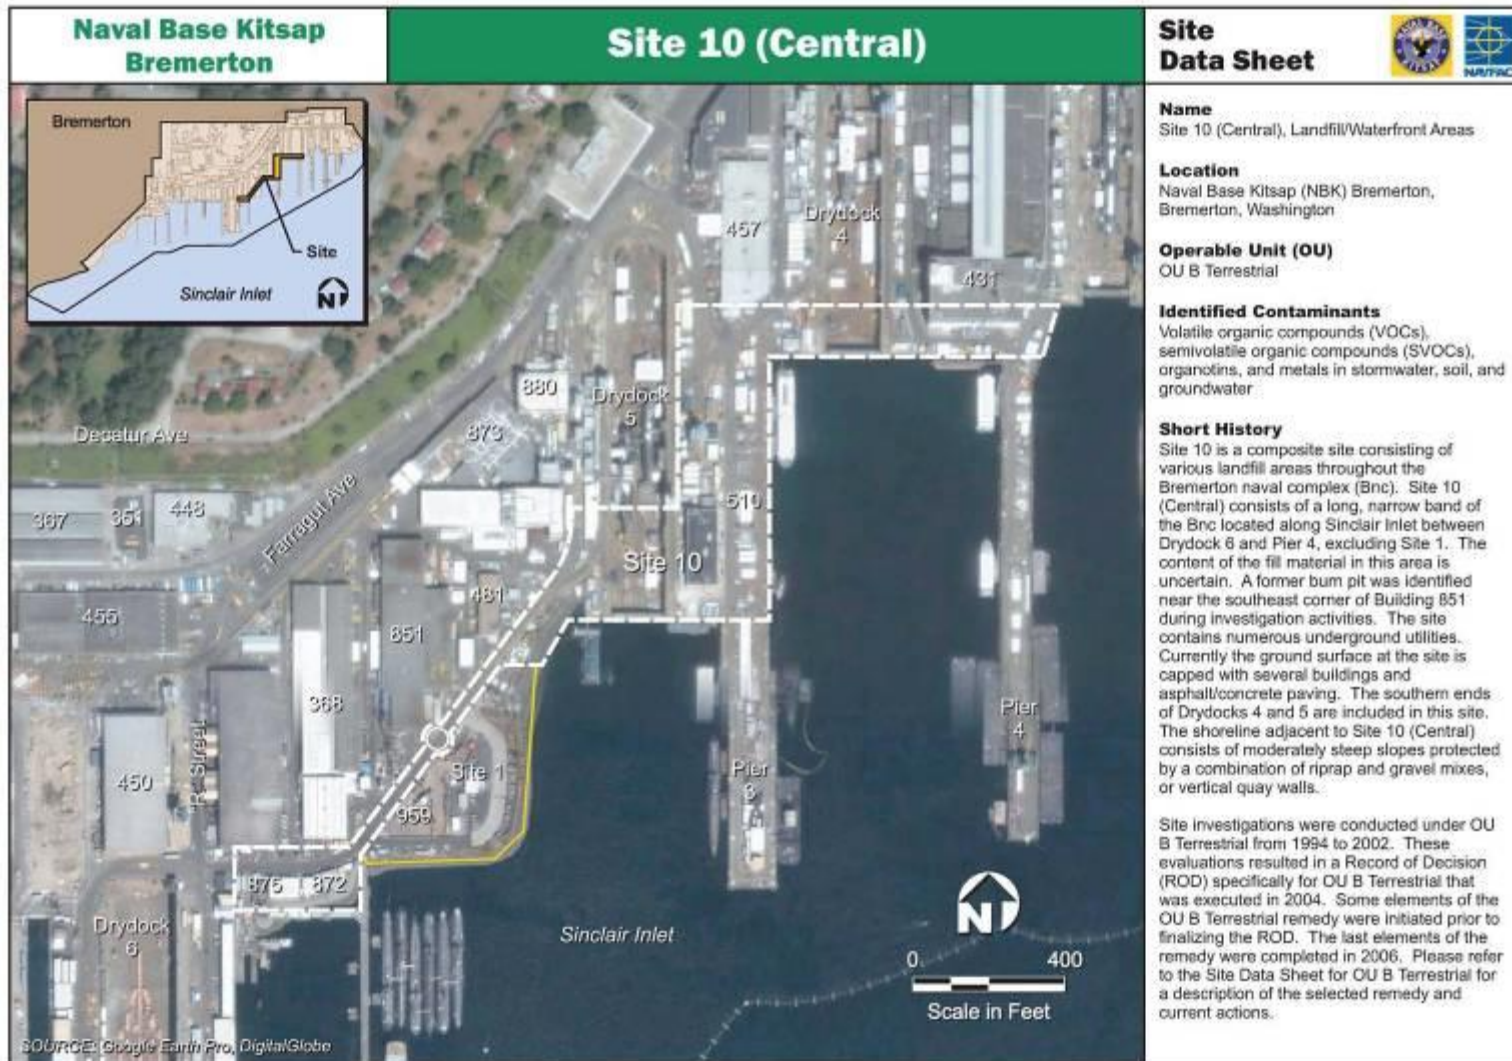 Naval Base Kitsap
Bremerton
Site 10 (Central)
Site
Data Sheet
NAVAL BASE
KITSAP
NAVFAC
Bremerton
Site
Sinclair Inlet
N
Decatur Ave
Farragut Ave
"R" Street
367
351
448
455
450
368
851
481
873
880
Drydock
5
457
Drydock
4
431
510
Site 10
Site 1
959
875
872
Drydock
6
Pier
3
Pier
4
Sinclair Inlet
N
0
400
Scale in Feet
SOURCE: Google Earth Pro, DigitalGlobe
Name
Site 10 (Central), Landfill/Waterfront Areas
Location
Naval Base Kitsap (NBK) Bremerton,
Bremerton, Washington
Operable Unit (OU)
OU B Terrestrial
Identified Contaminants
Volatile organic compounds (VOCs),
semivolatile organic compounds (SVOCs),
organotins, and metals in stormwater, soil, and
groundwater
Short History
Site 10 is a composite site consisting of
various landfill areas throughout the
Bremerton naval complex (Bnc). Site 10
(Central) consists of a long, narrow band of
the Bnc located along Sinclair Inlet between
Drydock 6 and Pier 4, excluding Site 1. The
content of the fill material in this area is
uncertain. A former burn pit was identified
near the southeast corner of Building 851
during investigation activities. The site
contains numerous underground utilities.
Currently the ground surface at the site is
capped with several buildings and
asphalt/concrete paving. The southern ends
of Drydocks 4 and 5 are included in this site.
The shoreline adjacent to Site 10 (Central)
consists of moderately steep slopes protected
by a combination of riprap and gravel mixes,
or vertical quay walls.
Site investigations were conducted under OU
B Terrestrial from 1994 to 2002. These
evaluations resulted in a Record of Decision
(ROD) specifically for OU B Terrestrial that
was executed in 2004. Some elements of the
OU B Terrestrial remedy were initiated prior to
finalizing the ROD. The last elements of the
remedy were completed in 2006. Please refer
to the Site Data Sheet for OU B Terrestrial for
a description of the selected remedy and
current actions.